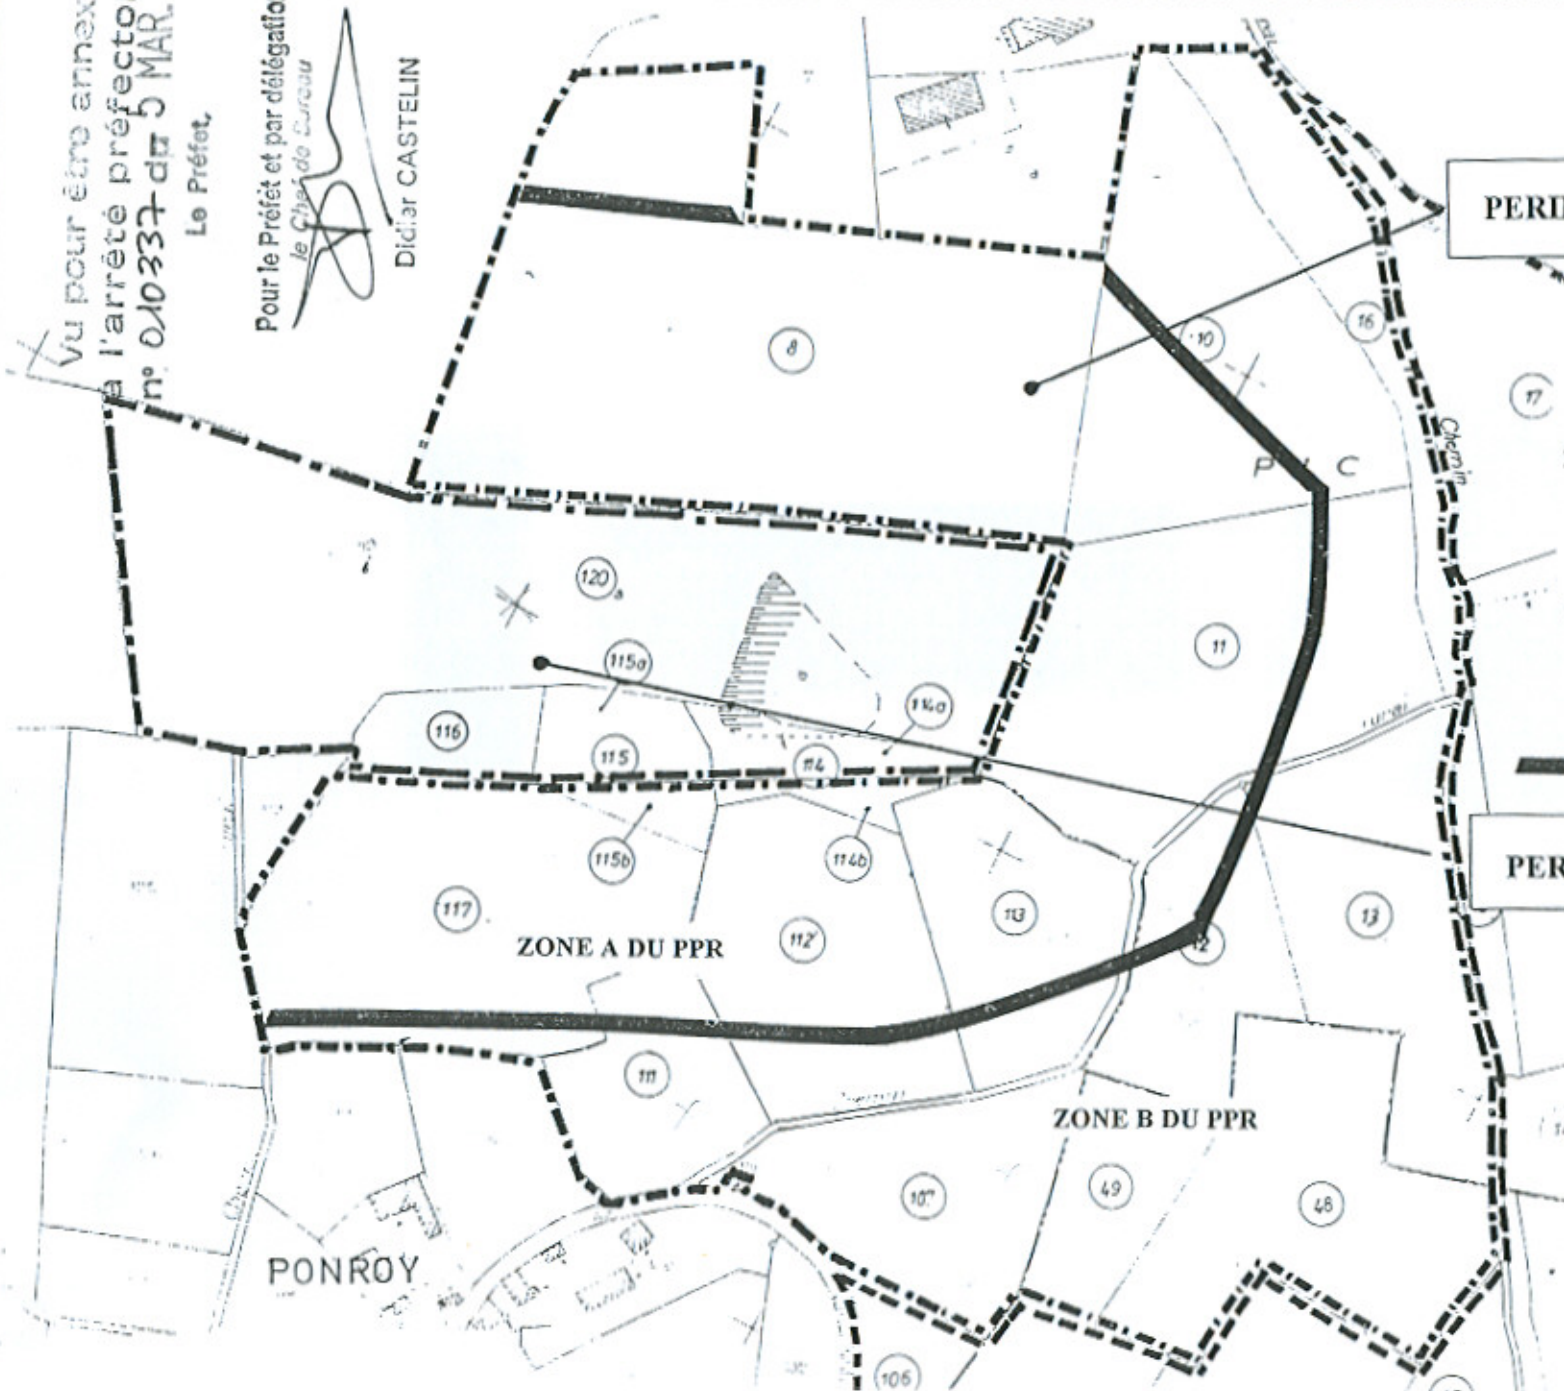 Vu pour être annex
a l'arrêté préfecto
n° 010337 du 5 MAR.
Le Préfet,
Pour le Préfet et par délégatio
le Chef de Bureau
Didier CASTELIN
PERII
8
10
16
17
Chemin
P I C
120
a
115a
11
b
114a
116
115
114
PER
115b
114b
117
ZONE A DU PPR
112
113
12
13
111
ZONE B DU PPR
107
49
48
PONROY
106